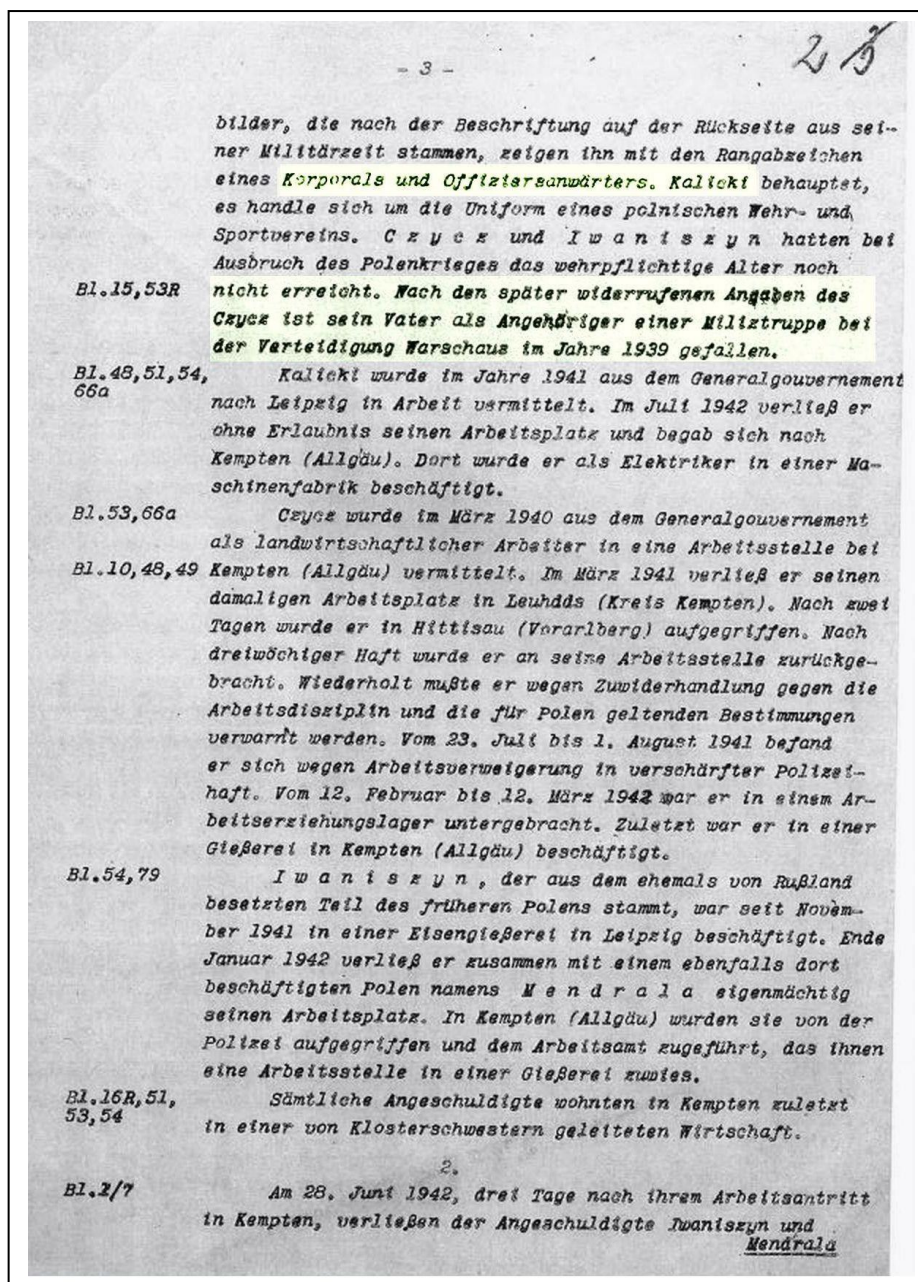 - 3 -
bilder, die nach der Beschriftung auf der Rückseite aus sei-
ner Militärzeit stammen, zeigen ihn mit den Rangabzeichen
eines Korporals und Offiziersanwärters. Kalicki behauptet,
es handle sich um die Uniform eines polnischen Wehr- und
Sportvereins. C z y c z und I w a n i s z y n hatten bei
Ausbruch des Polenkrieges das wehrpflichtige Alter noch
Bl.15,53R nicht erreicht. Nach den später widerrufenen Angaben des
Czycz ist sein Vater als Angehöriger einer Miliztruppe bei
der Verteidigung Warschaus im Jahre 1939 gefallen.
Bl.48,51,54, Kalicki wurde im Jahre 1941 aus dem Generalgouvernement
66a nach Leipzig in Arbeit vermittelt. Im Juli 1942 verließ er
ohne Erlaubnis seinen Arbeitsplatz und begab sich nach
Kempten (Allgäu). Dort wurde er als Elektriker in einer Ma-
schinenfabrik beschäftigt.
Bl.53,66a Czycz wurde im März 1940 aus dem Generalgouvernement
als landwirtschaftlicher Arbeiter in eine Arbeitsstelle bei
Bl.10,48,49 Kempten (Allgäu) vermittelt. Im März 1941 verließ er seinen
damaligen Arbeitsplatz in Leuhdds (Kreis Kempten). Nach zwei
Tagen wurde er in Hittisau (Vorarlberg) aufgegriffen. Nach
dreiwöchiger Haft wurde er an seine Arbeitsstelle zurückge-
bracht. Wiederholt mußte er wegen Zuwiderhandlung gegen die
Arbeitsdisziplin und die für Polen geltenden Bestimmungen
verwarnt werden. Vom 23. Juli bis 1. August 1941 befand
er sich wegen Arbeitsverweigerung in verschärfter Polizei-
haft. Vom 12. Februar bis 12. März 1942 war er in einem Ar-
beitserziehungslager untergebracht. Zuletzt war er in einer
Gießerei in Kempten (Allgäu) beschäftigt.
Bl.54,79 I w a n i s z y n , der aus dem ehemals von Rußland
besetzten Teil des früheren Polens stammt, war seit Novem-
ber 1941 in einer Eisengießerei in Leipzig beschäftigt. Ende
Januar 1942 verließ er zusammen mit einem ebenfalls dort
beschäftigten Polen namens M e n d r a l a eigenmächtig
seinen Arbeitsplatz. In Kempten (Allgäu) wurden sie von der
Polizei aufgegriffen und dem Arbeitsamt zugeführt, das ihnen
eine Arbeitsstelle in einer Gießerei zuwies.
Bl.16R,51, Sämtliche Angeschuldigte wohnten in Kempten zuletzt
53,54 in einer von Klosterschwestern geleiteten Wirtschaft.
2.
Bl.2/7 Am 28. Juni 1942, drei Tage nach ihrem Arbeitsantritt
in Kempten, verließen der Angeschuldigte Iwaniszyn und
Mendrala